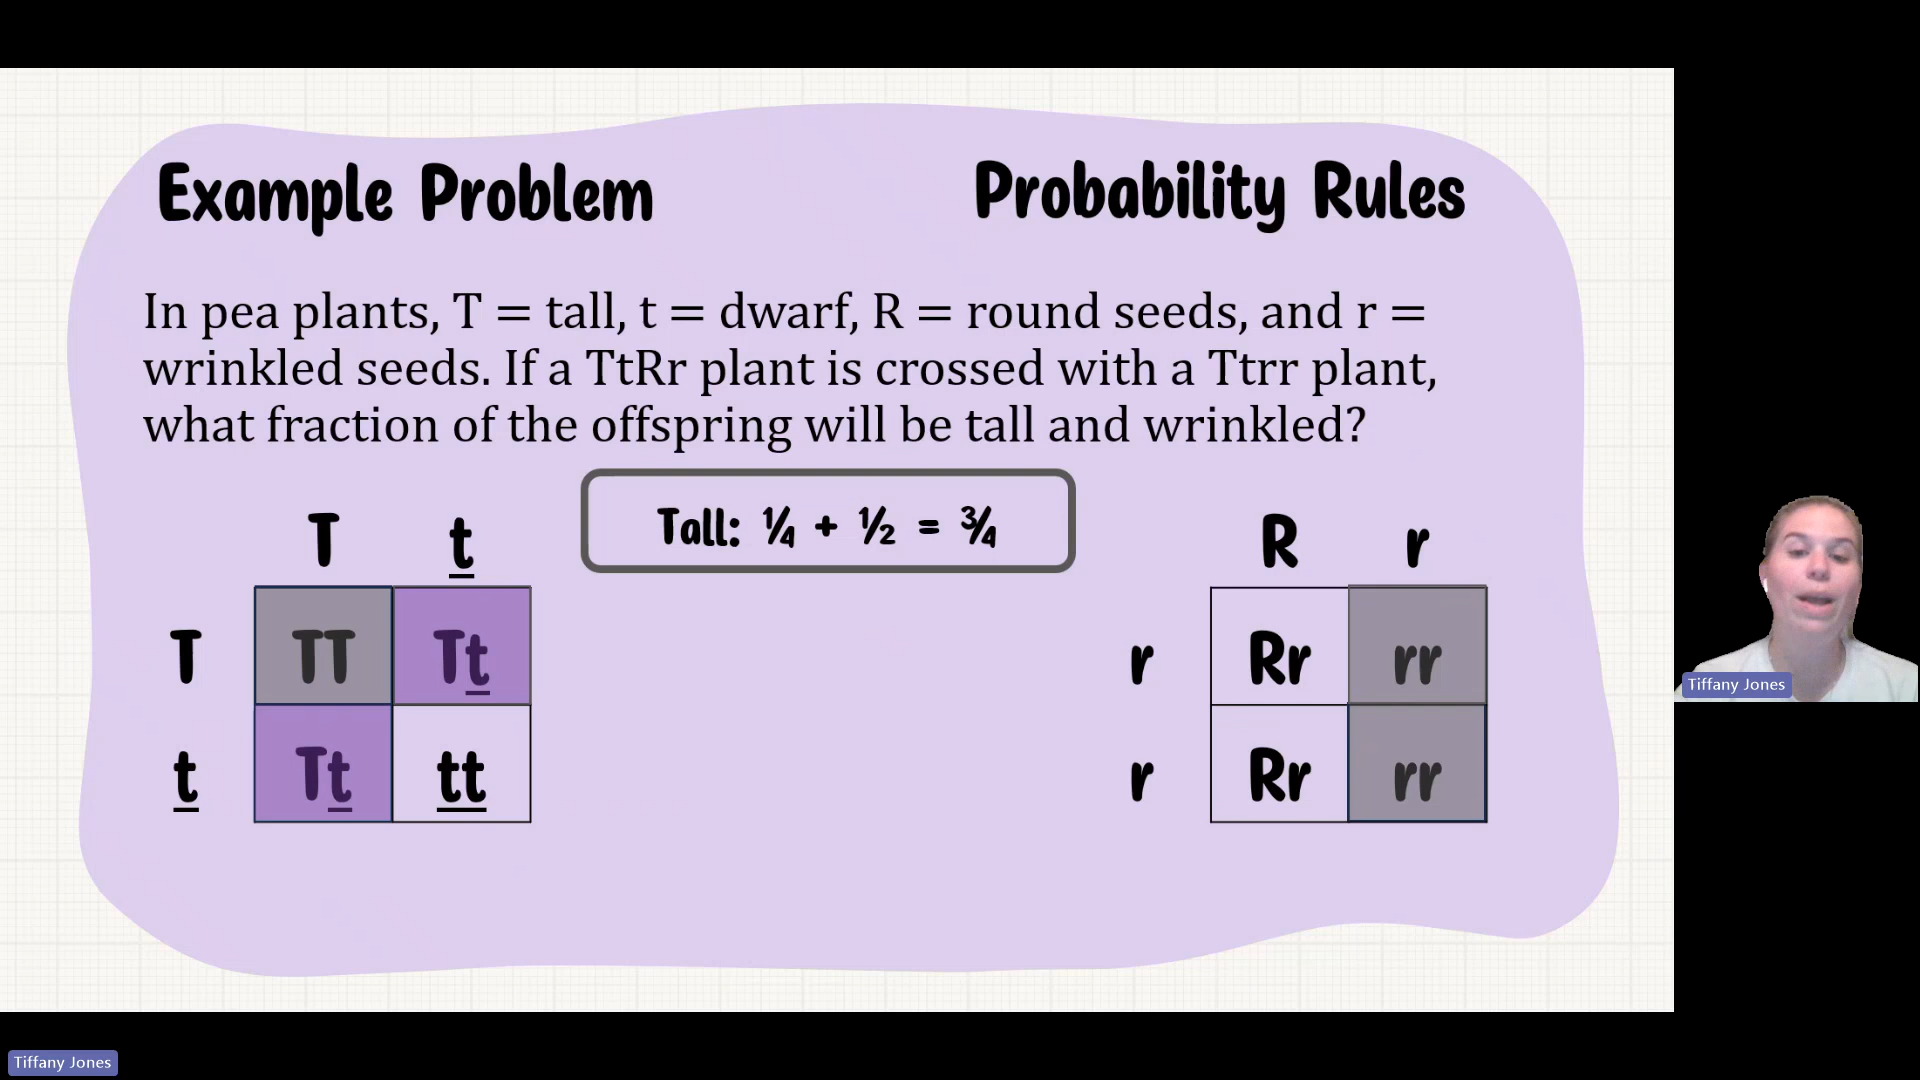 Example Problem
Probability Rules
In pea plants, T = tall, t = dwarf, R = round seeds, and r =
wrinkled seeds. If a TtRr plant is crossed with a Ttrr plant,
what fraction of the offspring will be tall and wrinkled?
Tall: ¼ + ½ = ¾
T t
T TT Tt
t Tt tt
R r
r Rr rr
r Rr rr
Tiffany Jones
Tiffany Jones